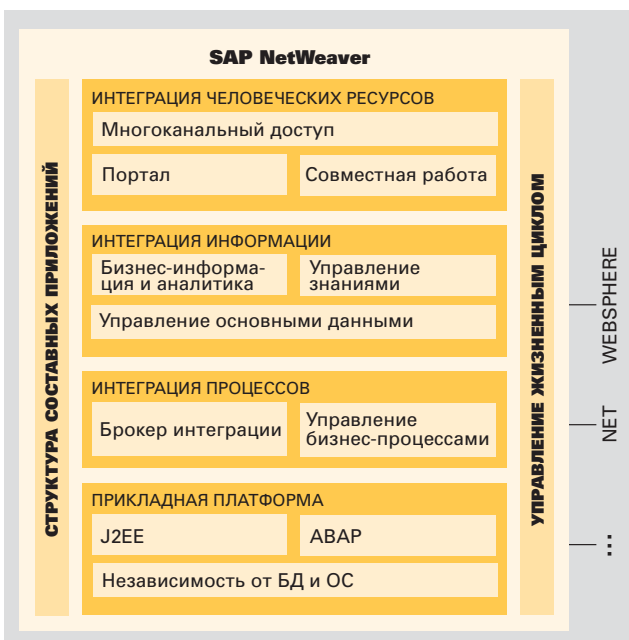 SAP NetWeaver
СТРУКТУРА СОСТАВНЫХ ПРИЛОЖЕНИЙ
ИНТЕГРАЦИЯ ЧЕЛОВЕЧЕСКИХ РЕСУРСОВ
Многоканальный доступ
Портал
Совместная работа
ИНТЕГРАЦИЯ ИНФОРМАЦИИ
Бизнес-информа-
ция и аналитика
Управление
знаниями
Управление основными данными
ИНТЕГРАЦИЯ ПРОЦЕССОВ
Брокер интеграции
Управление
бизнес-процессами
ПРИКЛАДНАЯ ПЛАТФОРМА
J2EE
ABAP
Независимость от БД и ОС
УПРАВЛЕНИЕ ЖИЗНЕННЫМ ЦИКЛОМ
WEBSPHERE
NET
...